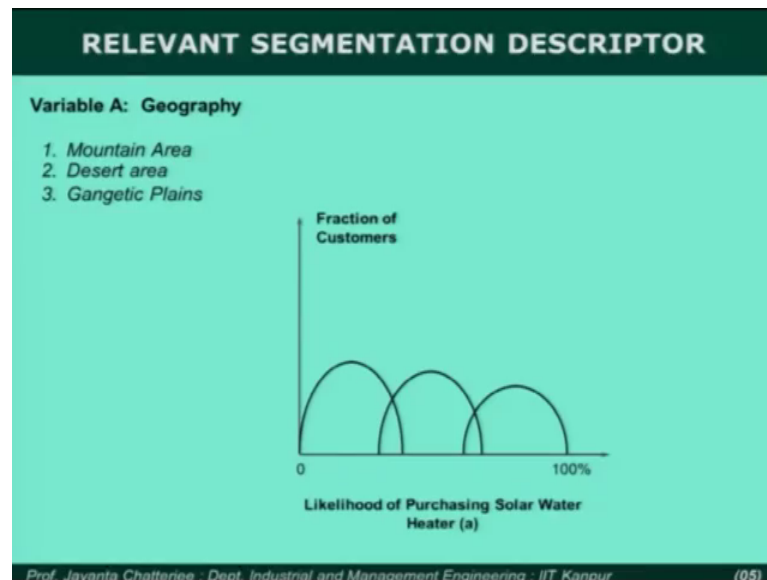 RELEVANT SEGMENTATION DESCRIPTOR
Variable A: Geography
1. Mountain Area
2. Desert area
3. Gangetic Plains
Fraction of
Customers
0
100%
Likelihood of Purchasing Solar Water
Heater (a)
Prof. Jayanta Chatterjee : Dept. Industrial and Management Engineering : IIT Kanpur
(05)